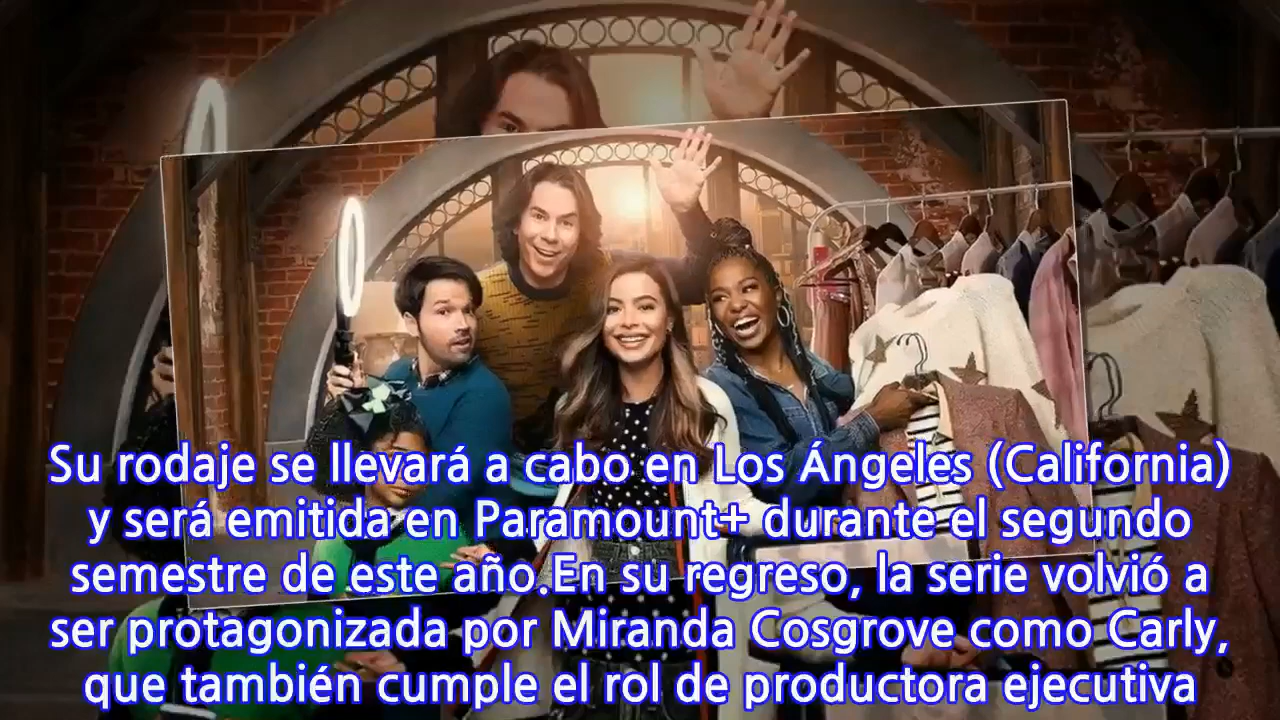 Su rodaje se llevará a cabo en Los Ángeles (California)
y será emitida en Paramount+ durante el segundo
semestre de este año.En su regreso, la serie volvió a
ser protagonizada por Miranda Cosgrove como Carly,
que también cumple el rol de productora ejecutiva